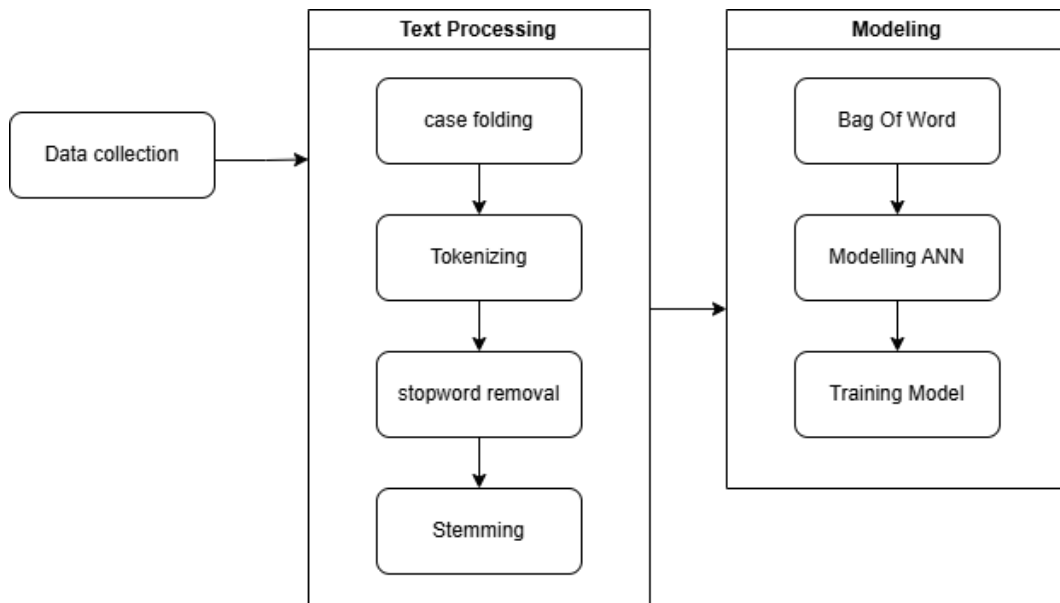 Data collection
Text Processing
case folding
Tokenizing
stopword removal
Stemming
Modeling
Bag Of Word
Modelling ANN
Training Model